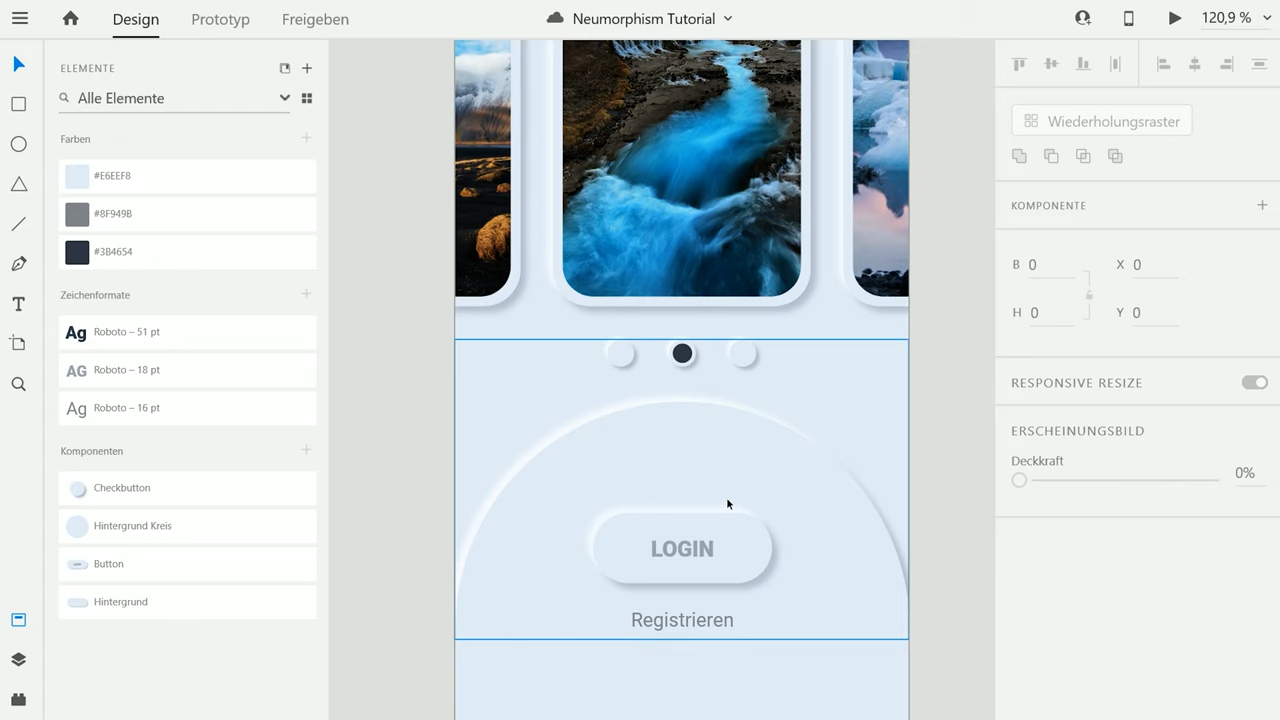 Design
Prototyp
Freigeben
Neumorphism Tutorial
120,9 %
ELEMENTE
Alle Elemente
Farben
#E6EEF8
#8F949B
#3B4654
Zeichenformate
Ag Roboto – 51 pt
AG Roboto – 18 pt
Ag Roboto – 16 pt
Komponenten
Checkbutton
Hintergrund Kreis
Button
Hintergrund
LOGIN
Registrieren
Wiederholungsraster
KOMPONENTE
B 0 X 0
H 0 Y 0
RESPONSIVE RESIZE
ERSCHEINUNGSBILD
Deckkraft
0%